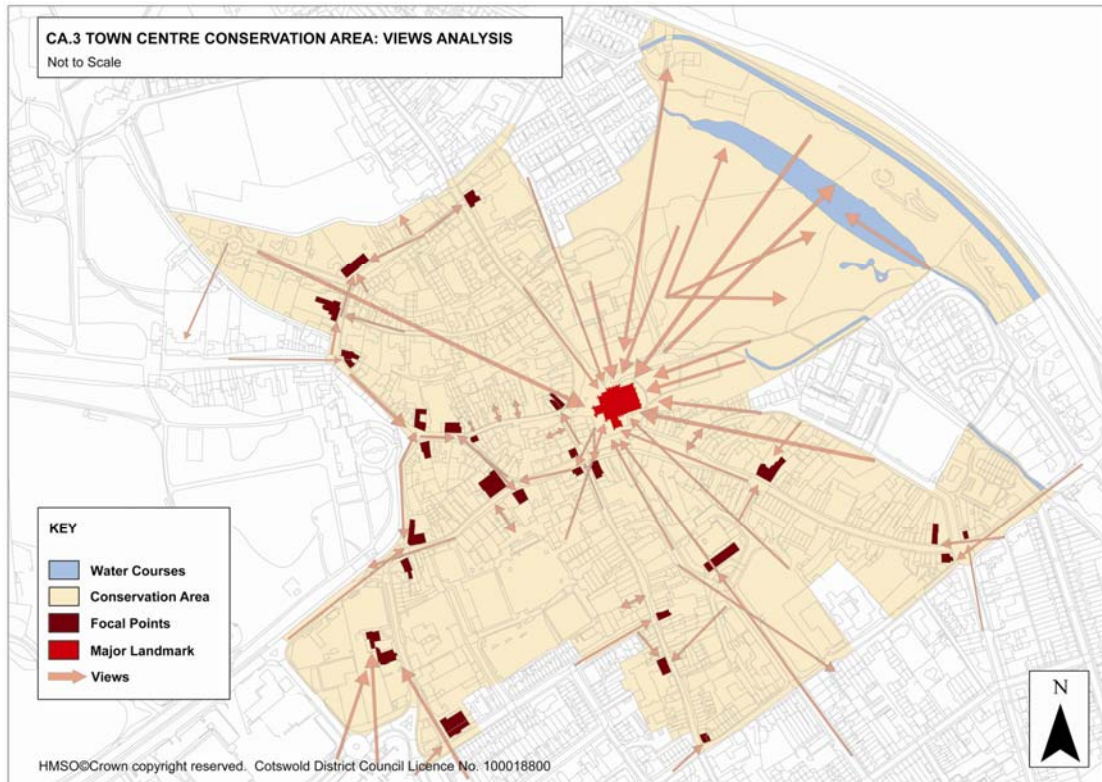 CA.3 TOWN CENTRE CONSERVATION AREA: VIEWS ANALYSIS
Not to Scale
KEY
Water Courses
Conservation Area
Focal Points
Major Landmark
Views
N
HMSO©Crown copyright reserved. Cotswold District Council Licence No. 100018800